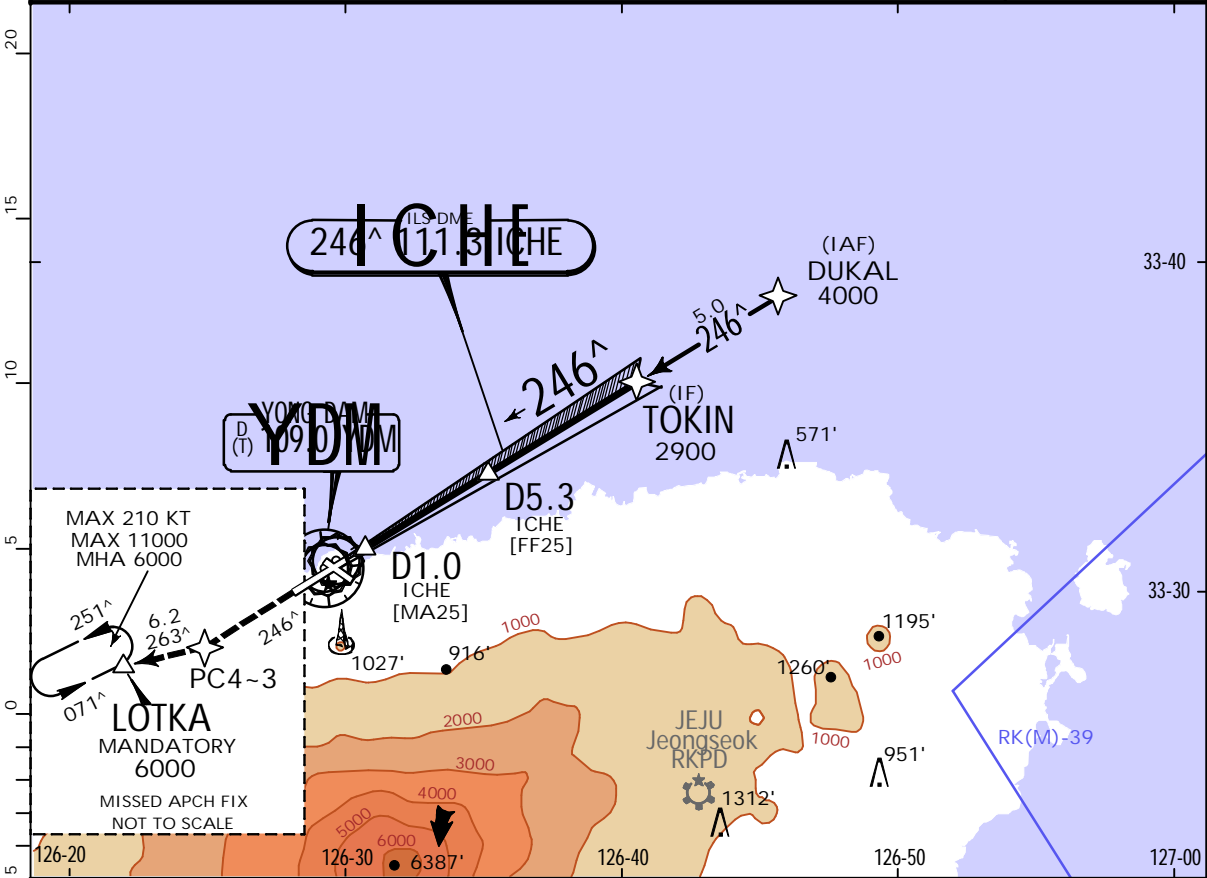 20
15
10
5
0
5
ILS DME
246^ 111.3 ICHE
ICHE
(IAF)
DUKAL
4000
33-40
5.0
246^
246^
(IF)
TOKIN
2900
571'
YONG DAM
D
(T)
109.0 YDM
YDM
D5.3
ICHE
[FF25]
D1.0
ICHE
[MA25]
33-30
MAX 210 KT
MAX 11000
MHA 6000
251^
6.2
263^
246^
071^
PC4~3
LOTKA
MANDATORY
6000
MISSED APCH FIX
NOT TO SCALE
1027'
916'
1000
1195'
1000
1260'
1000
2000
3000
4000
5000
6000
6387'
JEJU
Jeongseok
RKPD
1312'
951'
RK(M)-39
126-20
126-30
126-40
126-50
127-00